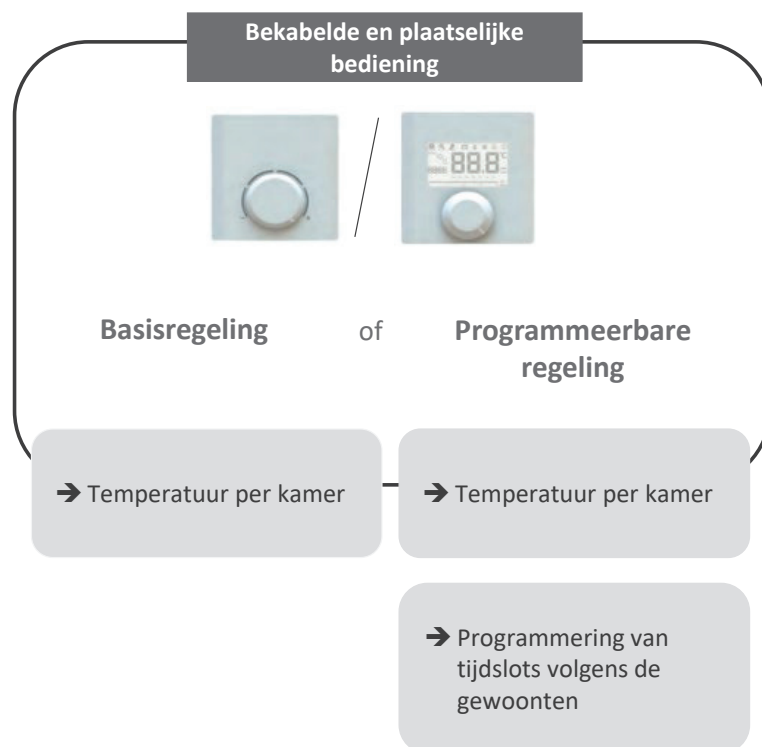 Bekabelde en plaatselijke
bediening
88.8
Basisregeling of Programmeerbare
regeling
➔ Temperatuur per kamer
➔ Temperatuur per kamer
➔ Programmering van
tijdslots volgens de
gewoonten